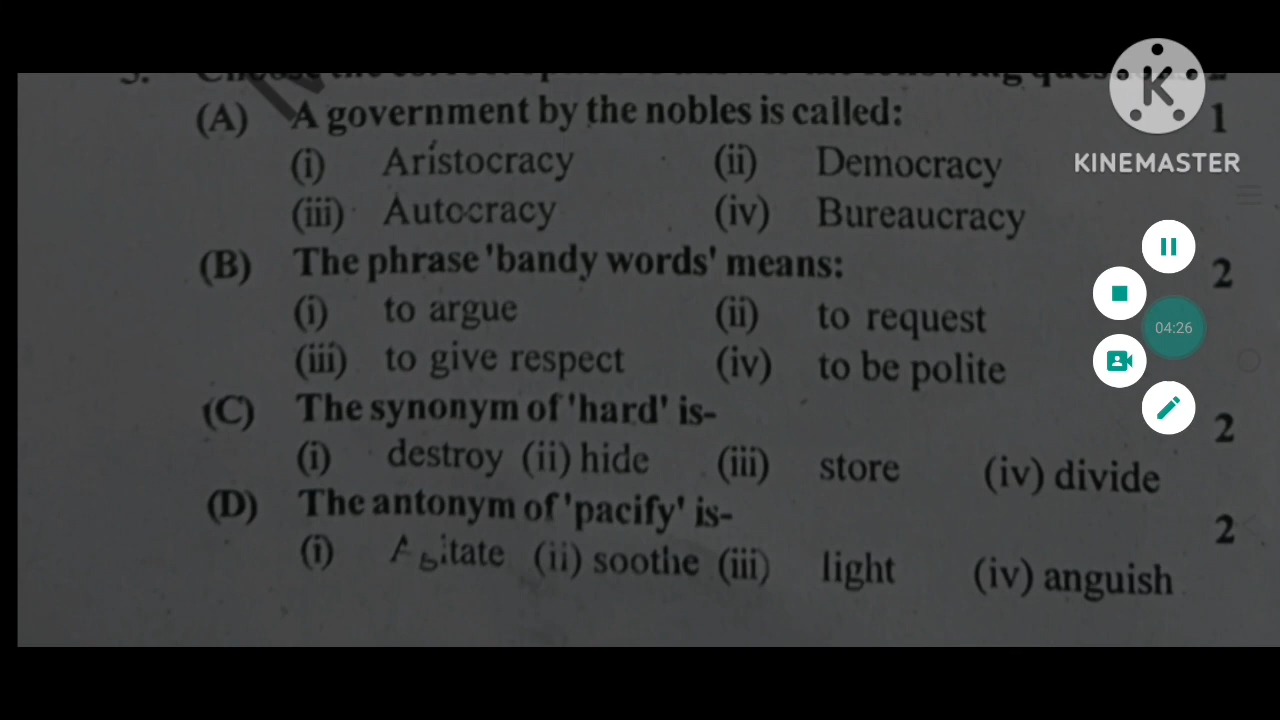 (A) A government by the nobles is called: 1
(i) Aristocracy (ii) Democracy
(iii) Autocracy (iv) Bureaucracy
(B) The phrase 'bandy words' means: 2
(i) to argue (ii) to request
(iii) to give respect (iv) to be polite
(C) The synonym of 'hard' is- 2
(i) destroy (ii) hide (iii) store (iv) divide
(D) The antonym of 'pacify' is- 2
(i) Agitate (ii) soothe (iii) light (iv) anguish
KINEMASTER
04:26